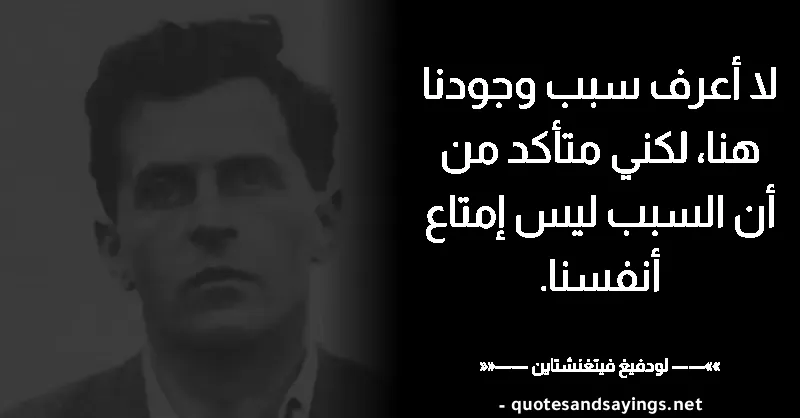 لا أعرف سبب وجودنا
هنا، لكني متأكد من
أن السبب ليس إمتاع
أنفسنا.
»»—— لودفيغ فيتغنشتاين ——««
- quotesandsayings.net